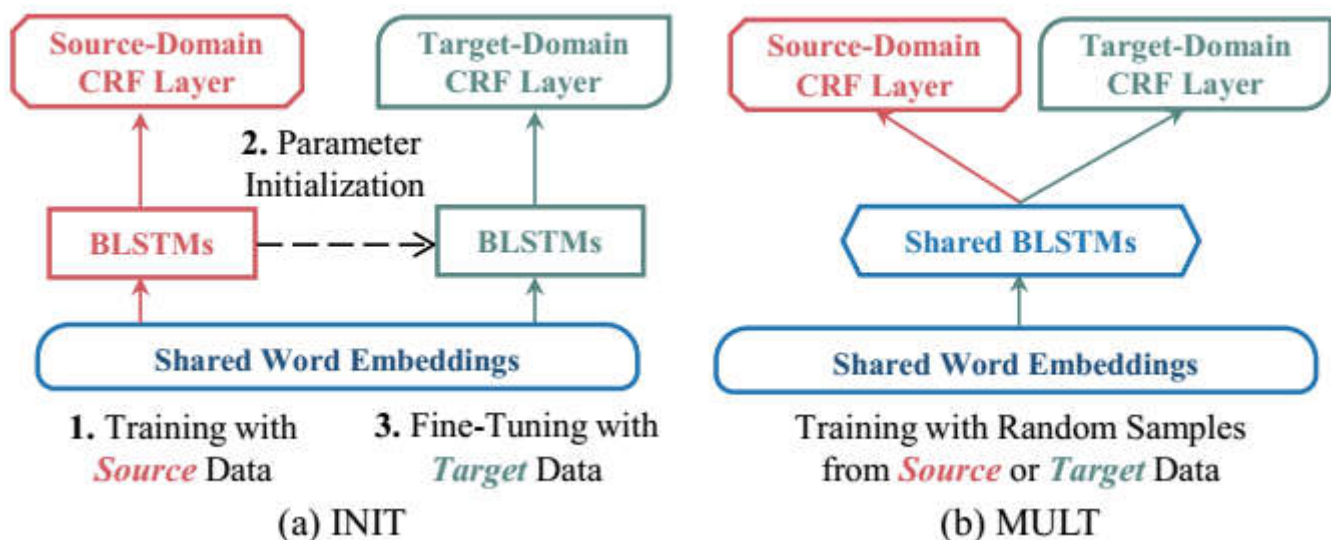 Source-Domain
CRF Layer
Target-Domain
CRF Layer
2. Parameter
Initialization
BLSTMs
BLSTMs
Shared Word Embeddings
1. Training with
Source Data
3. Fine-Tuning with
Target Data
(a) INIT
Source-Domain
CRF Layer
Target-Domain
CRF Layer
Shared BLSTMs
Shared Word Embeddings
Training with Random Samples
from Source or Target Data
(b) MULT